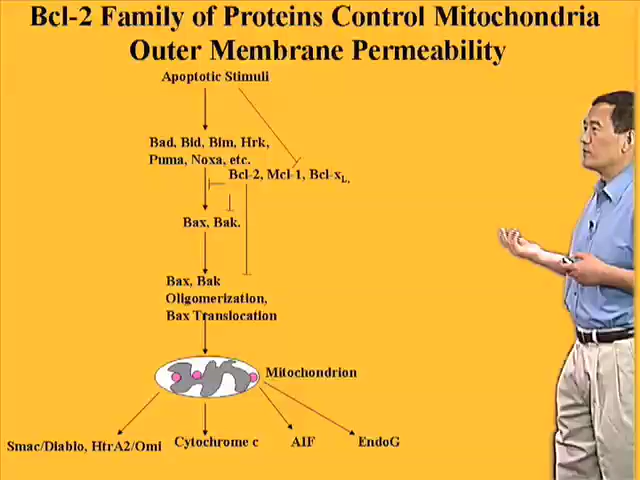 Bcl-2 Family of Proteins Control Mitochondria
Outer Membrane Permeability
Apoptotic Stimuli
Bad, Bid, Bim, Hrk,
Puma, Noxa, etc.
Bcl-2, Mcl-1, Bcl-xL,
Bax, Bak.
Bax, Bak
Oligomerization,
Bax Translocation
Mitochondrion
Smac/Diablo, HtrA2/Omi
Cytochrome c
AIF
EndoG